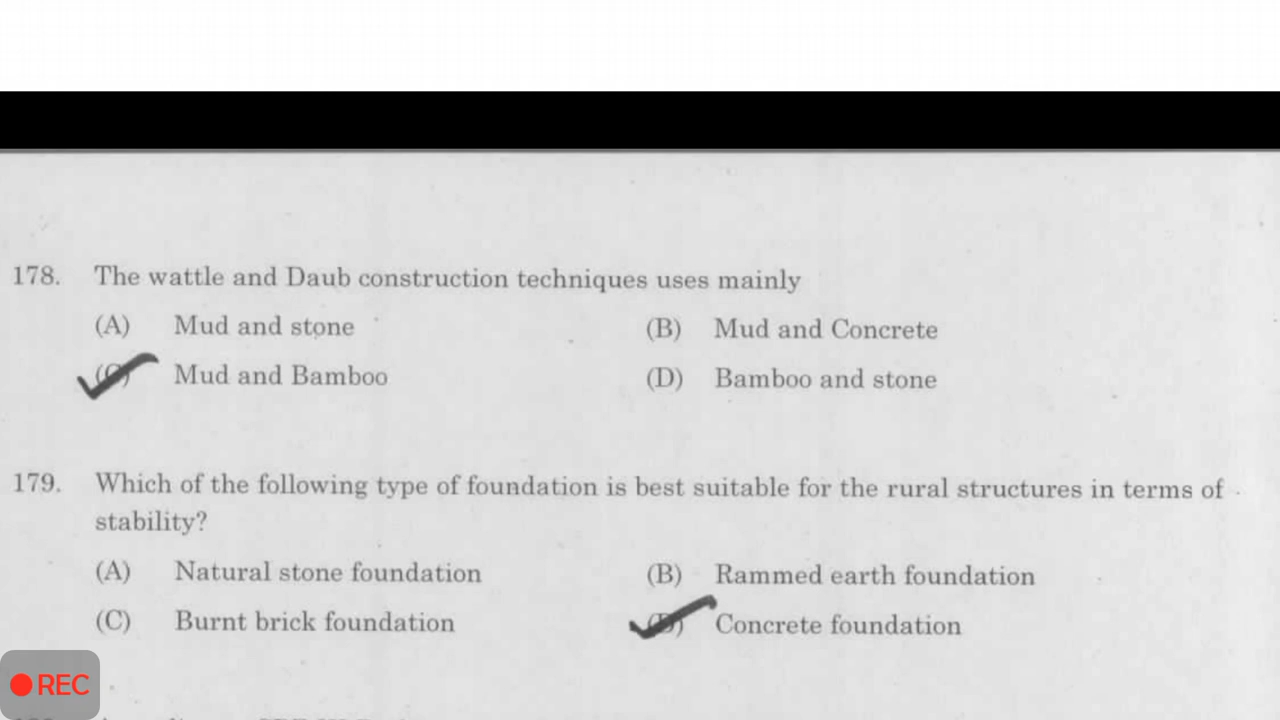 178. The wattle and Daub construction techniques uses mainly
(A) Mud and stone (B) Mud and Concrete
(C) Mud and Bamboo (D) Bamboo and stone
179. Which of the following type of foundation is best suitable for the rural structures in terms of
stability?
(A) Natural stone foundation (B) Rammed earth foundation
(C) Burnt brick foundation (D) Concrete foundation
REC